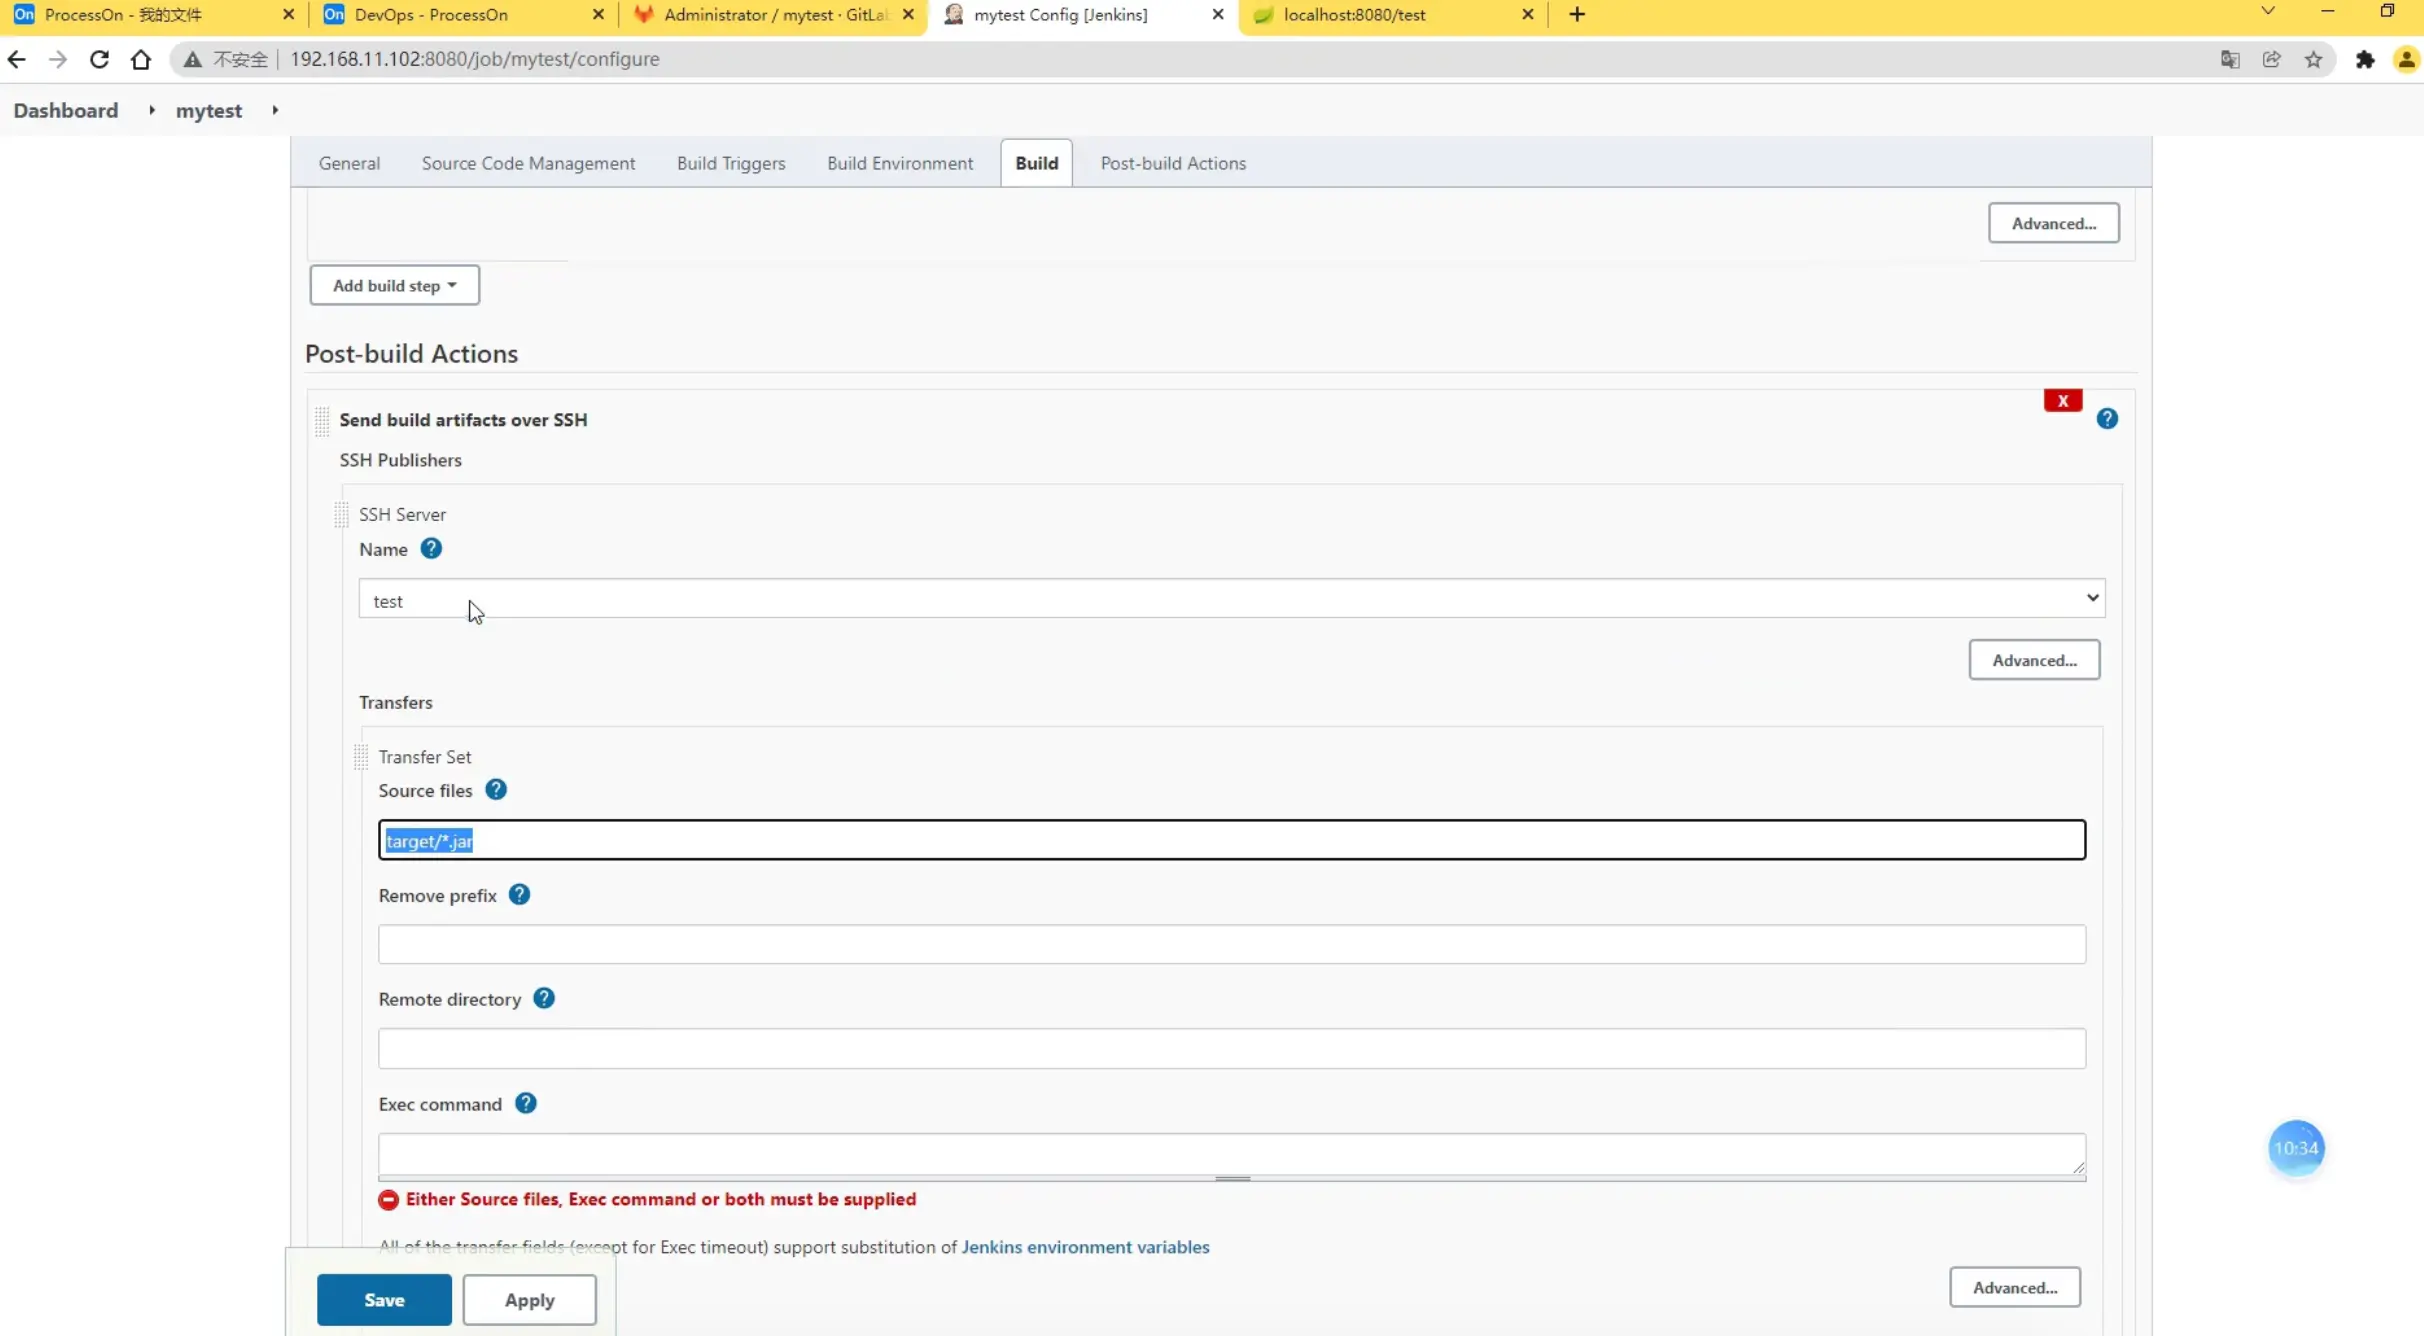 ProcessOn - 我的文件
DevOps - ProcessOn
Administrator / mytest · GitLab
mytest Config [Jenkins]
localhost:8080/test
不安全 192.168.11.102:8080/job/mytest/configure
Dashboard mytest
General Source Code Management Build Triggers Build Environment Build Post-build Actions
Advanced...
Add build step
Post-build Actions
X
Send build artifacts over SSH
SSH Publishers
SSH Server
Name
test
Advanced...
Transfers
Transfer Set
Source files
target/*.jar
Remove prefix
Remote directory
Exec command
10:34
Either Source files, Exec command or both must be supplied
All of the transfer fields (except for Exec timeout) support substitution of Jenkins environment variables
Advanced...
Save Apply